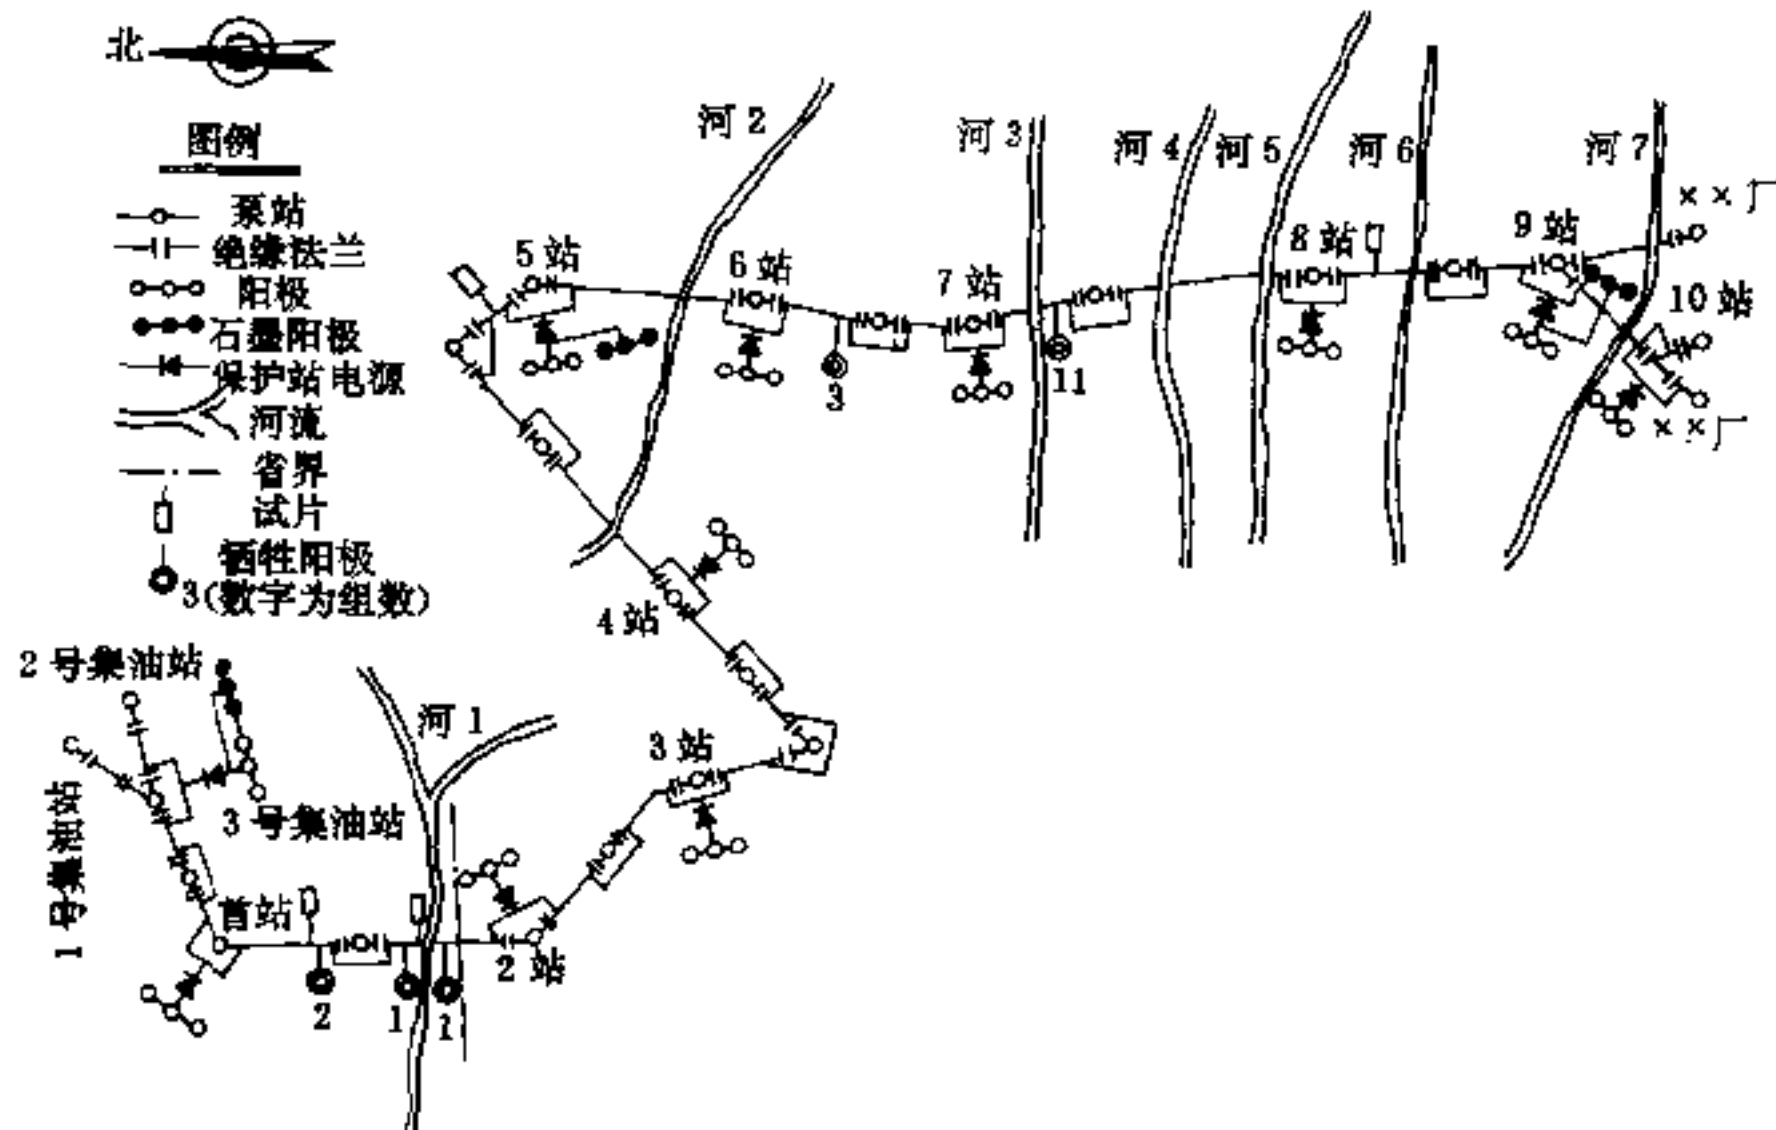 北
图例
泵站
绝缘法兰
阳极
石墨阳极
保护站电源
河流
省界
试片
牺牲阳极
3(数字为组数)
河 2
河 3
河 4
河 5
河 6
河 7
× × 厂
5 站
6 站
7 站
8 站
9 站
10 站
3
11
× × 厂
4 站
2 号集油站
河 1
3 站
1 号集油站
3 号集油站
首站
2 站
2
1
1